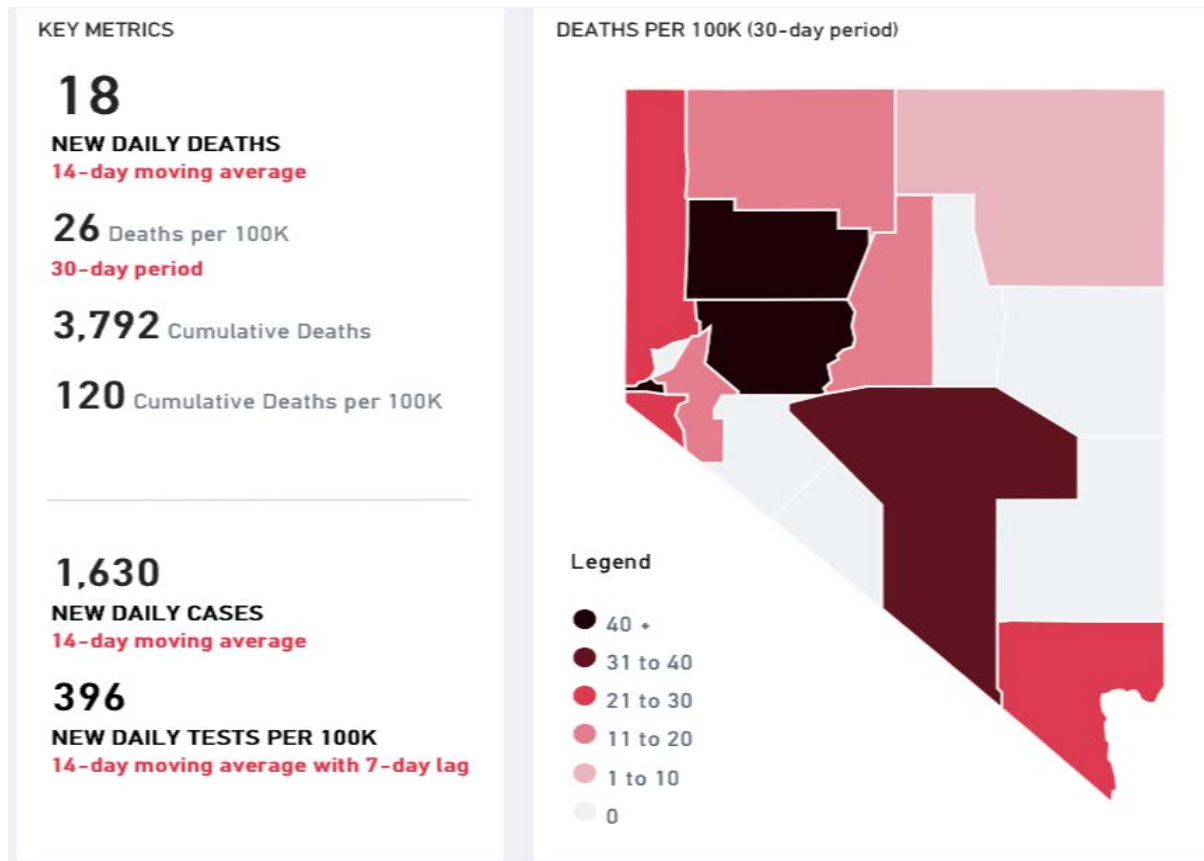 KEY METRICS
18
NEW DAILY DEATHS
14-day moving average
26 Deaths per 100K
30-day period
3,792 Cumulative Deaths
120 Cumulative Deaths per 100K
1,630
NEW DAILY CASES
14-day moving average
396
NEW DAILY TESTS PER 100K
14-day moving average with 7-day lag
DEATHS PER 100K (30-day period)
Legend
40 +
31 to 40
21 to 30
11 to 20
1 to 10
0